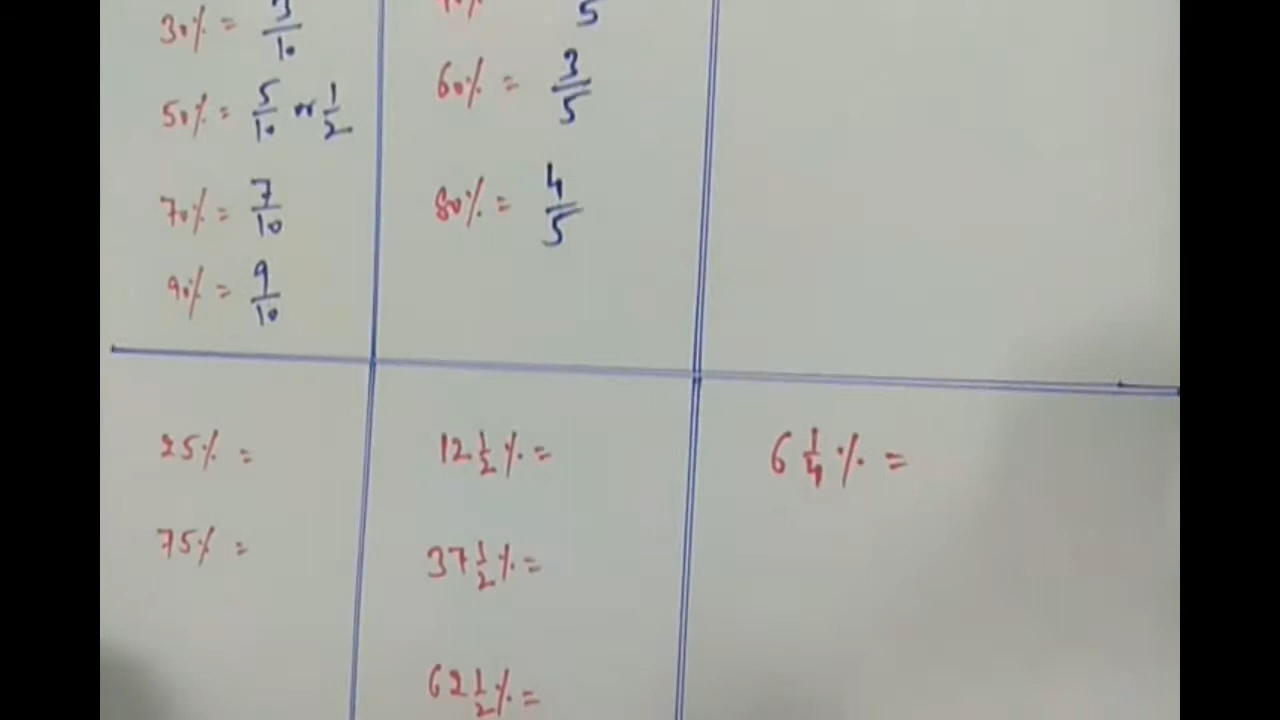 30% = 3/10
50% = 5/10 or 1/2
70% = 7/10
90% = 9/10
5
60% = 3/5
80% = 4/5
25% =
75% =
12 1/2 % =
37 1/2 % =
62 1/2 % =
6 1/4 % =